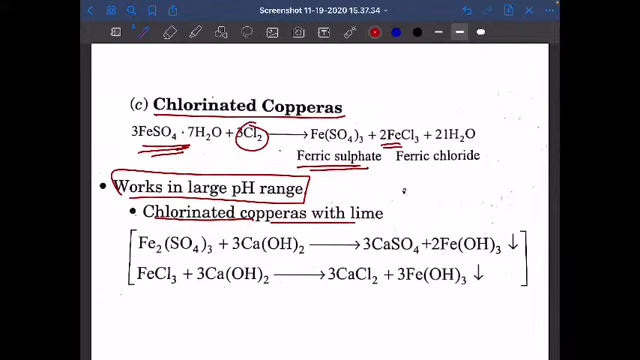 Screenshot 11-19-2020 15.37.34
(c) Chlorinated Copperas
3FeSO₄ · 7H₂O + 3Cl₂ ⟶ Fe(SO₄)₃ + 2FeCl₃ + 21H₂O
Ferric sulphate Ferric chloride
• Works in large pH range
• Chlorinated copperas with lime
Fe₂(SO₄)₃ + 3Ca(OH)₂ ⟶ 3CaSO₄+2Fe(OH)₃ ↓
FeCl₃ + 3Ca(OH)₂ ⟶ 3CaCl₂ + 3Fe(OH)₃ ↓